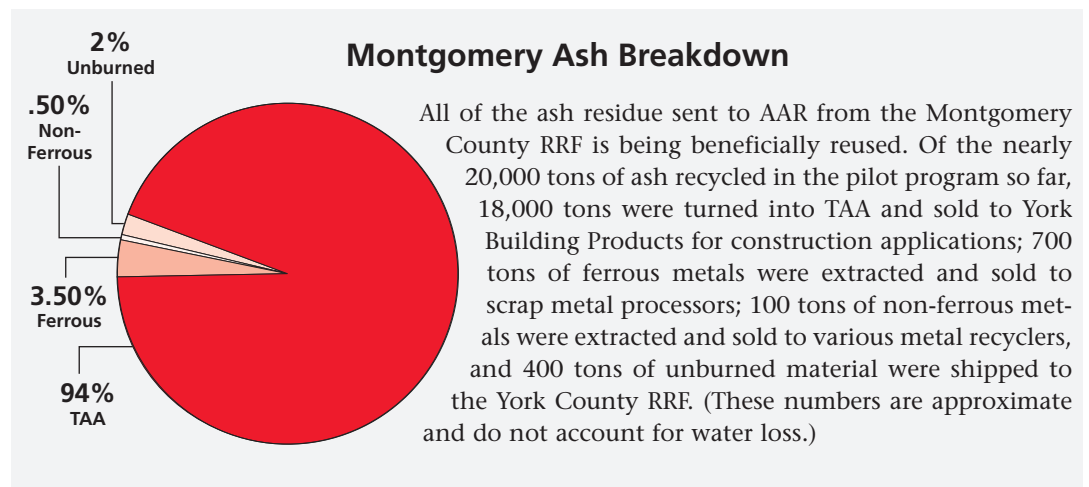 2%
Unburned
.50%
Non-
Ferrous
3.50%
Ferrous
94%
TAA
Montgomery Ash Breakdown
All of the ash residue sent to AAR from the Montgomery
County RRF is being beneficially reused. Of the nearly
20,000 tons of ash recycled in the pilot program so far,
18,000 tons were turned into TAA and sold to York
Building Products for construction applications; 700
tons of ferrous metals were extracted and sold to
scrap metal processors; 100 tons of non-ferrous met-
als were extracted and sold to various metal recyclers,
and 400 tons of unburned material were shipped to
the York County RRF. (These numbers are approximate
and do not account for water loss.)